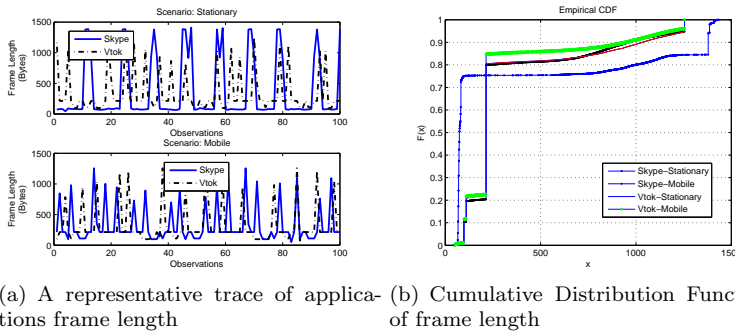 Scenario: Stationary
1500
1000
500
0
Frame Length
(Bytes)
Skype
Vtok
0 20 40 60 80 100
Observations
Scenario: Mobile
1500
1000
500
0
Frame Length
(Bytes)
Skype
Vtok
0 20 40 60 80 100
Observations
Empirical CDF
1
0.9
0.8
0.7
0.6
0.5
0.4
0.3
0.2
0.1
0
F(x)
Skype−Stationary
Skype−Mobile
Vtok−Stationary
Vtok−Mobile
0 500 1000 1500
x
(a) A representative trace of applica-
tions frame length
(b) Cumulative Distribution Func
of frame length